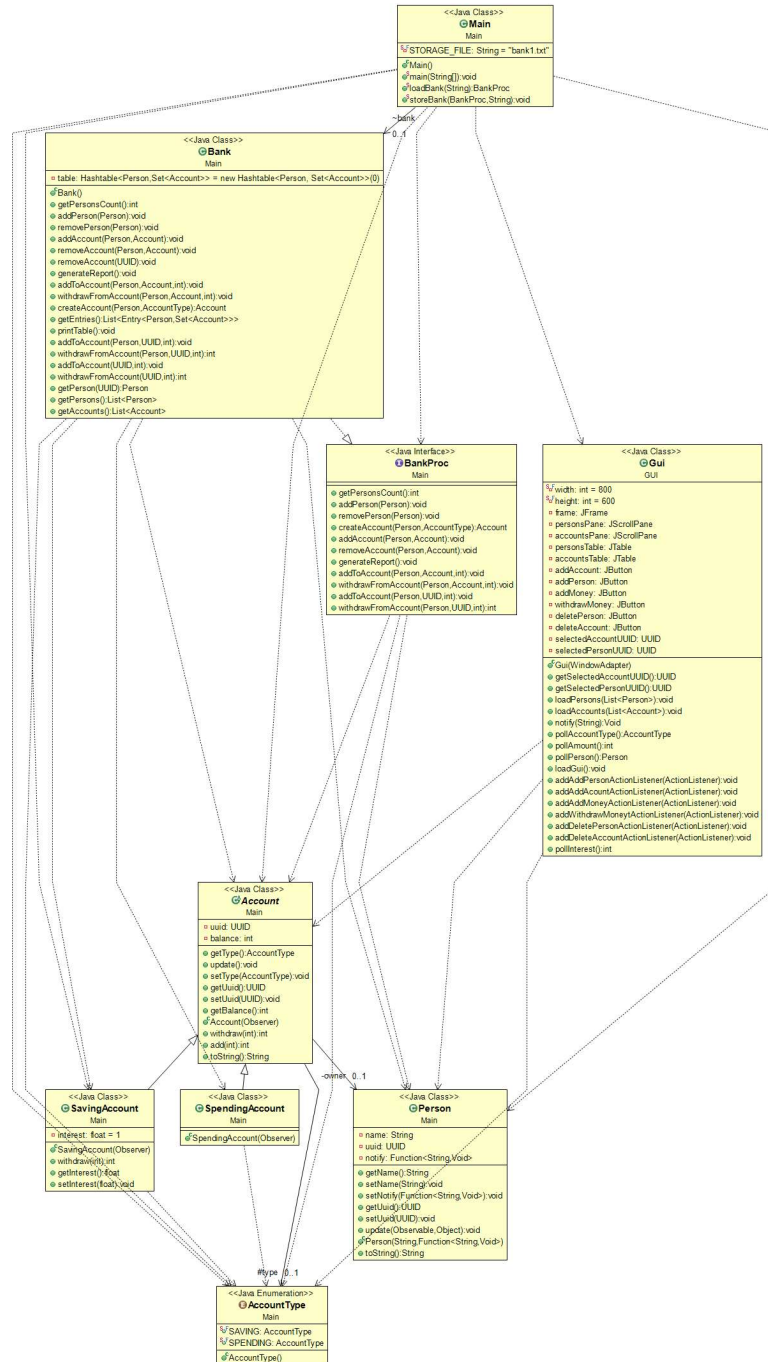 <<Java Class>>
Main
Main
STORAGE_FILE: String = "bank1.txt"
Main()
main(String[]):void
loadBank(String):BankProc
storeBank(BankProc,String):void
~bank
0..1
<<Java Class>>
Bank
Main
table: Hashtable<Person,Set<Account>> = new Hashtable<Person, Set<Account>>(0)
Bank()
getPersonsCount():int
addPerson(Person):void
removePerson(Person):void
addAccount(Person,Account):void
removeAccount(Person,Account):void
removeAccount(UUID):void
generateReport():void
addToAccount(Person,Account,int):void
withdrawFromAccount(Person,Account,int):void
createAccount(Person,AccountType):Account
getEntries():List<Entry<Person,Set<Account>>>
printTable():void
addToAccount(Person,UUID,int):void
withdrawFromAccount(Person,UUID,int):int
addToAccount(UUID,int):void
withdrawFromAccount(UUID,int):int
getPerson(UUID):Person
getPersons():List<Person>
getAccounts():List<Account>
<<Java Interface>>
BankProc
Main
getPersonsCount():int
addPerson(Person):void
removePerson(Person):void
createAccount(Person,AccountType):Account
addAccount(Person,Account):void
removeAccount(Person,Account):void
generateReport():void
addToAccount(Person,Account,int):void
withdrawFromAccount(Person,Account,int):void
addToAccount(Person,UUID,int):void
withdrawFromAccount(Person,UUID,int):int
<<Java Class>>
Gui
GUI
width: int = 800
height: int = 600
frame: JFrame
personsPane: JScrollPane
accountsPane: JScrollPane
personsTable: JTable
accountsTable: JTable
addAccount: JButton
addPerson: JButton
addMoney: JButton
withdrawMoney: JButton
deletePerson: JButton
deleteAccount: JButton
selectedAccountUUID: UUID
selectedPersonUUID: UUID
Gui(WindowAdapter)
getSelectedAccountUUID():UUID
getSelectedPersonUUID():UUID
loadPersons(List<Person>):void
loadAccounts(List<Account>):void
notify(String):Void
pollAccountType():AccountType
pollAmount():int
pollPerson():Person
loadGui():void
addAddPersonActionListener(ActionListener):void
addAddAcountActionListener(ActionListener):void
addAddMoneyActionListener(ActionListener):void
addWithdrawMoneytActionListener(ActionListener):void
addDeletePersonActionListener(ActionListener):void
addDeleteAccountActionListener(ActionListener):void
pollInterest():int
<<Java Class>>
Account
Main
uuid: UUID
balance: int
getType():AccountType
update():void
setType(AccountType):void
getUuid():UUID
setUuid(UUID):void
getBalance():int
Account(Observer)
withdraw(int):int
add(int):int
toString():String
-owner 0..1
<<Java Class>>
SavingAccount
Main
interest: float = 1
SavingAccount(Observer)
withdraw(int):int
getInterest():float
setInterest(float):void
<<Java Class>>
SpendingAccount
Main
SpendingAccount(Observer)
<<Java Class>>
Person
Main
name: String
uuid: UUID
notify: Function<String,Void>
getName():String
setName(String):void
setNotify(Function<String,Void>):void
getUuid():UUID
setUuid(UUID):void
update(Observable,Object):void
Person(String,Function<String,Void>)
toString():String
#type 0..1
<<Java Enumeration>>
AccountType
Main
SAVING: AccountType
SPENDING: AccountType
AccountType()